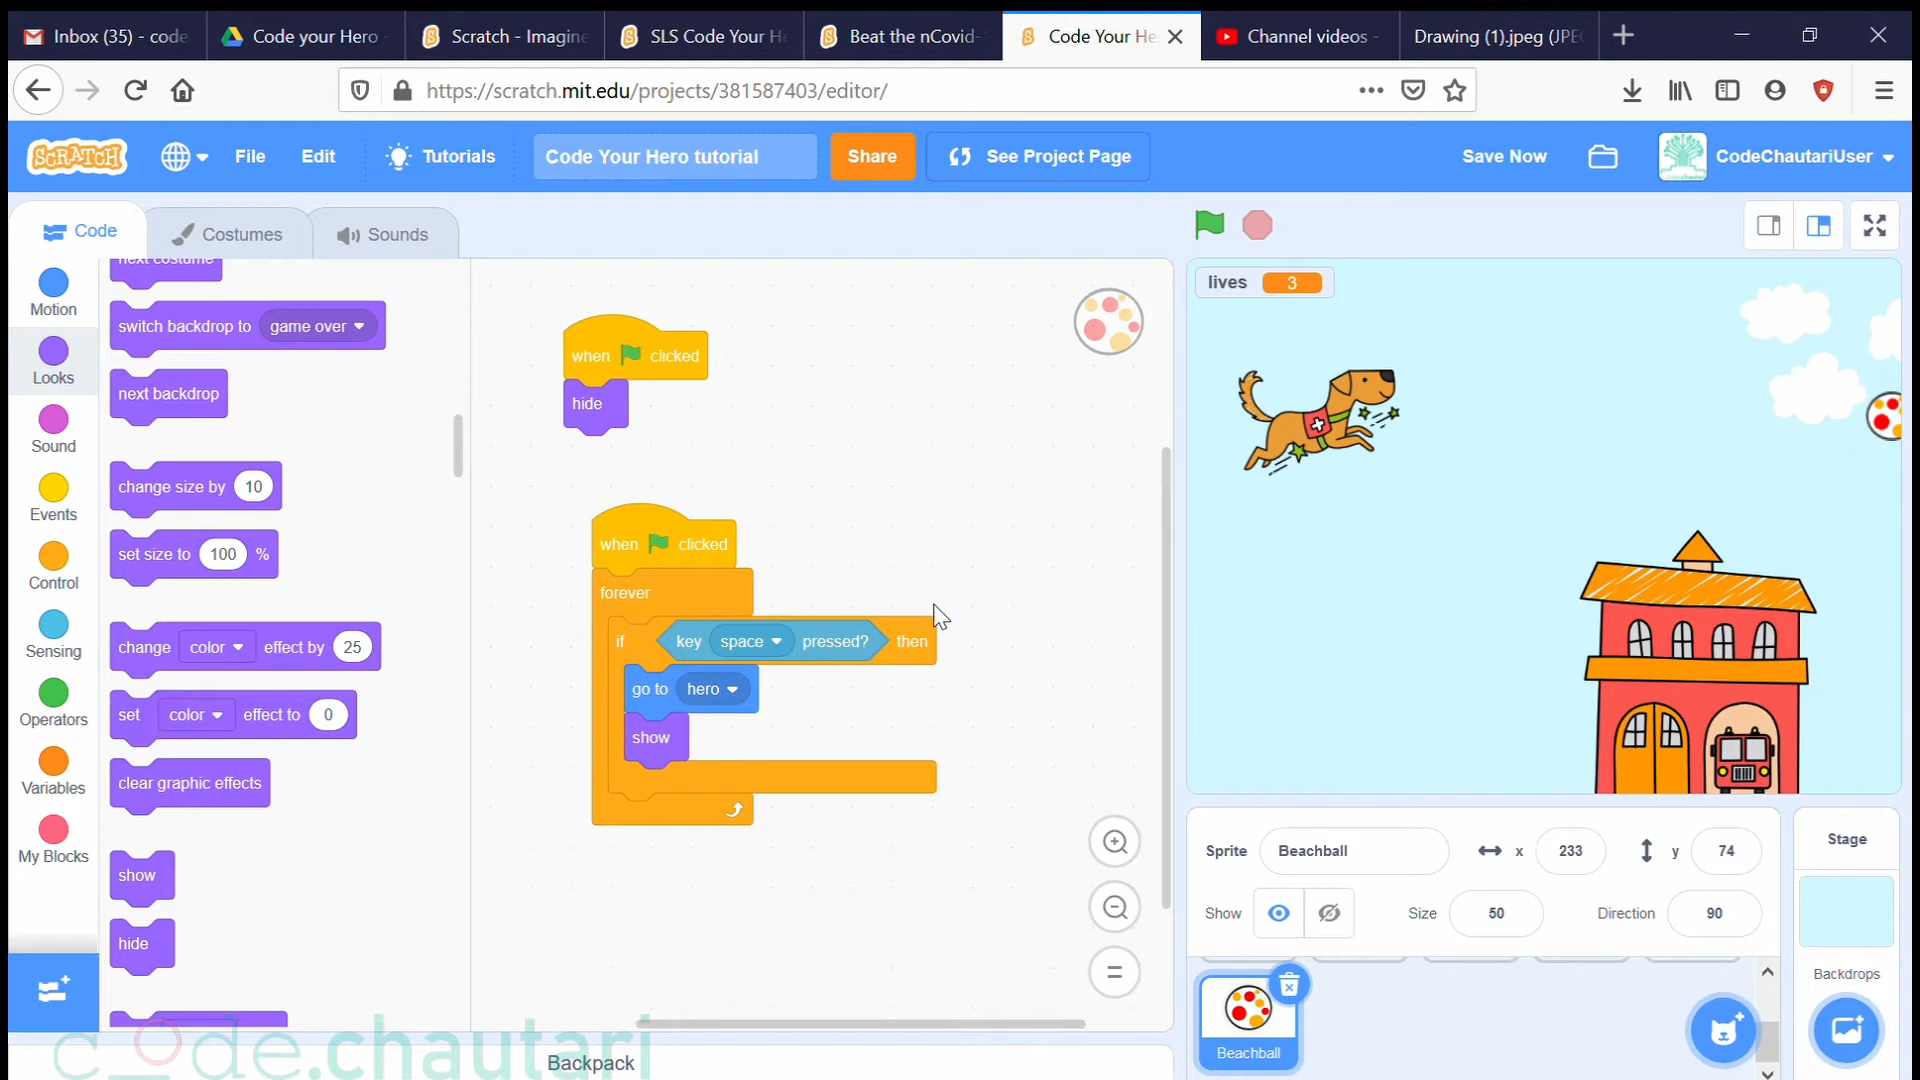 Inbox (35) - code
Code your Hero -
Scratch - Imagine
SLS Code Your He
Beat the nCovid-
Code Your He
Channel videos -
Drawing (1).jpeg (JPE
https://scratch.mit.edu/projects/381587403/editor/
SCRATCH
File
Edit
Tutorials
Code Your Hero tutorial
Share
See Project Page
Save Now
CodeChautariUser
Code
Costumes
Sounds
Motion
Looks
Sound
Events
Control
Sensing
Operators
Variables
My Blocks
next costume
switch backdrop to game over
next backdrop
change size by 10
set size to 100 %
change color effect by 25
set color effect to 0
clear graphic effects
show
hide
when clicked
hide
when clicked
forever
if key space pressed? then
go to hero
show
lives 3
Sprite Beachball x 233 y 74
Show Size 50 Direction 90
Beachball
Stage
Backdrops
Backpack
code.chautari